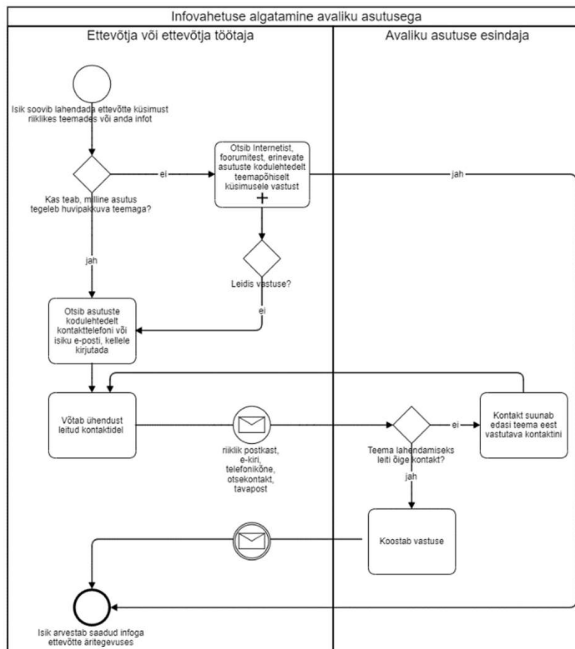 Infovahetuse algatamine avaliku asutusega
Ettevõtja või ettevõtja töötaja
Avaliku asutuse esindaja
Isik soovib lahendada ettevõtte küsimust
riiklikes teemades või anda infot
Kas teab, milline asutus
tegeleb huvipakkuva teemaga?
ei
Otsib Internetist,
foorumitest, erinevate
asutuste kodulehtedelt
teemapõhiselt
küsimusele vastust
jah
Leidis vastuse?
jah
ei
Otsib asutuste
kodulehtedelt
kontakttelefoni või
isiku e-posti, kellele
kirjutada
Võtab ühendust
leitud kontaktidel
riiklik postkast,
e-kiri,
telefonikõne,
otsekontakt,
tavapost
Teema lahendamiseks
leiti õige kontakt?
ei
Kontakt suunab
edasi teema eest
vastutava kontaktini
jah
Koostab vastuse
Isik arvestab saadud infoga
ettevõtte äritegevuses